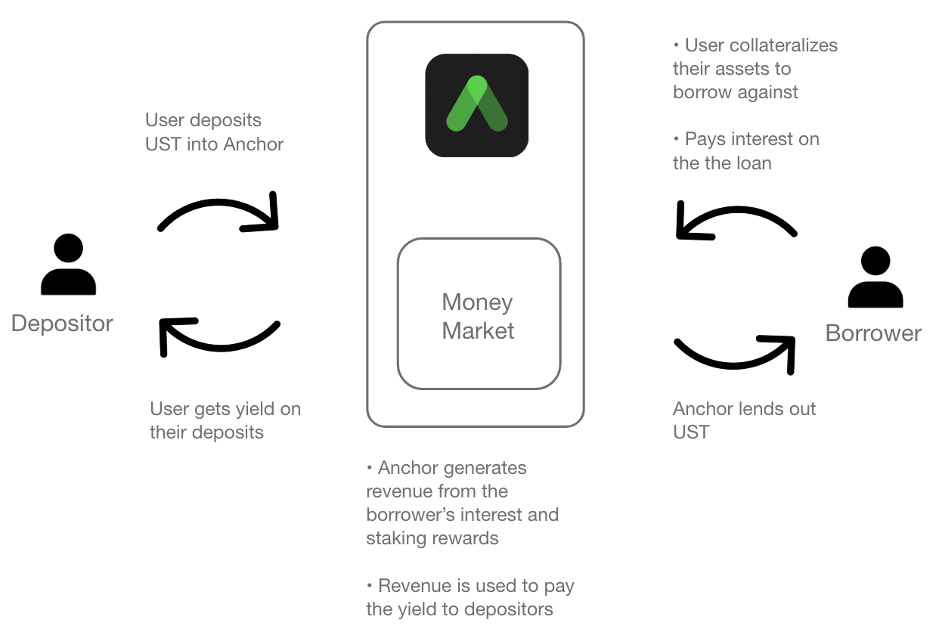 User deposits
UST into Anchor
Depositor
User gets yield on
their deposits
Money
Market
• Anchor generates
revenue from the
borrower’s interest and
staking rewards
• Revenue is used to pay
the yield to depositors
• User collateralizes
their assets to
borrow against
• Pays interest on
the the loan
Borrower
Anchor lends out
UST